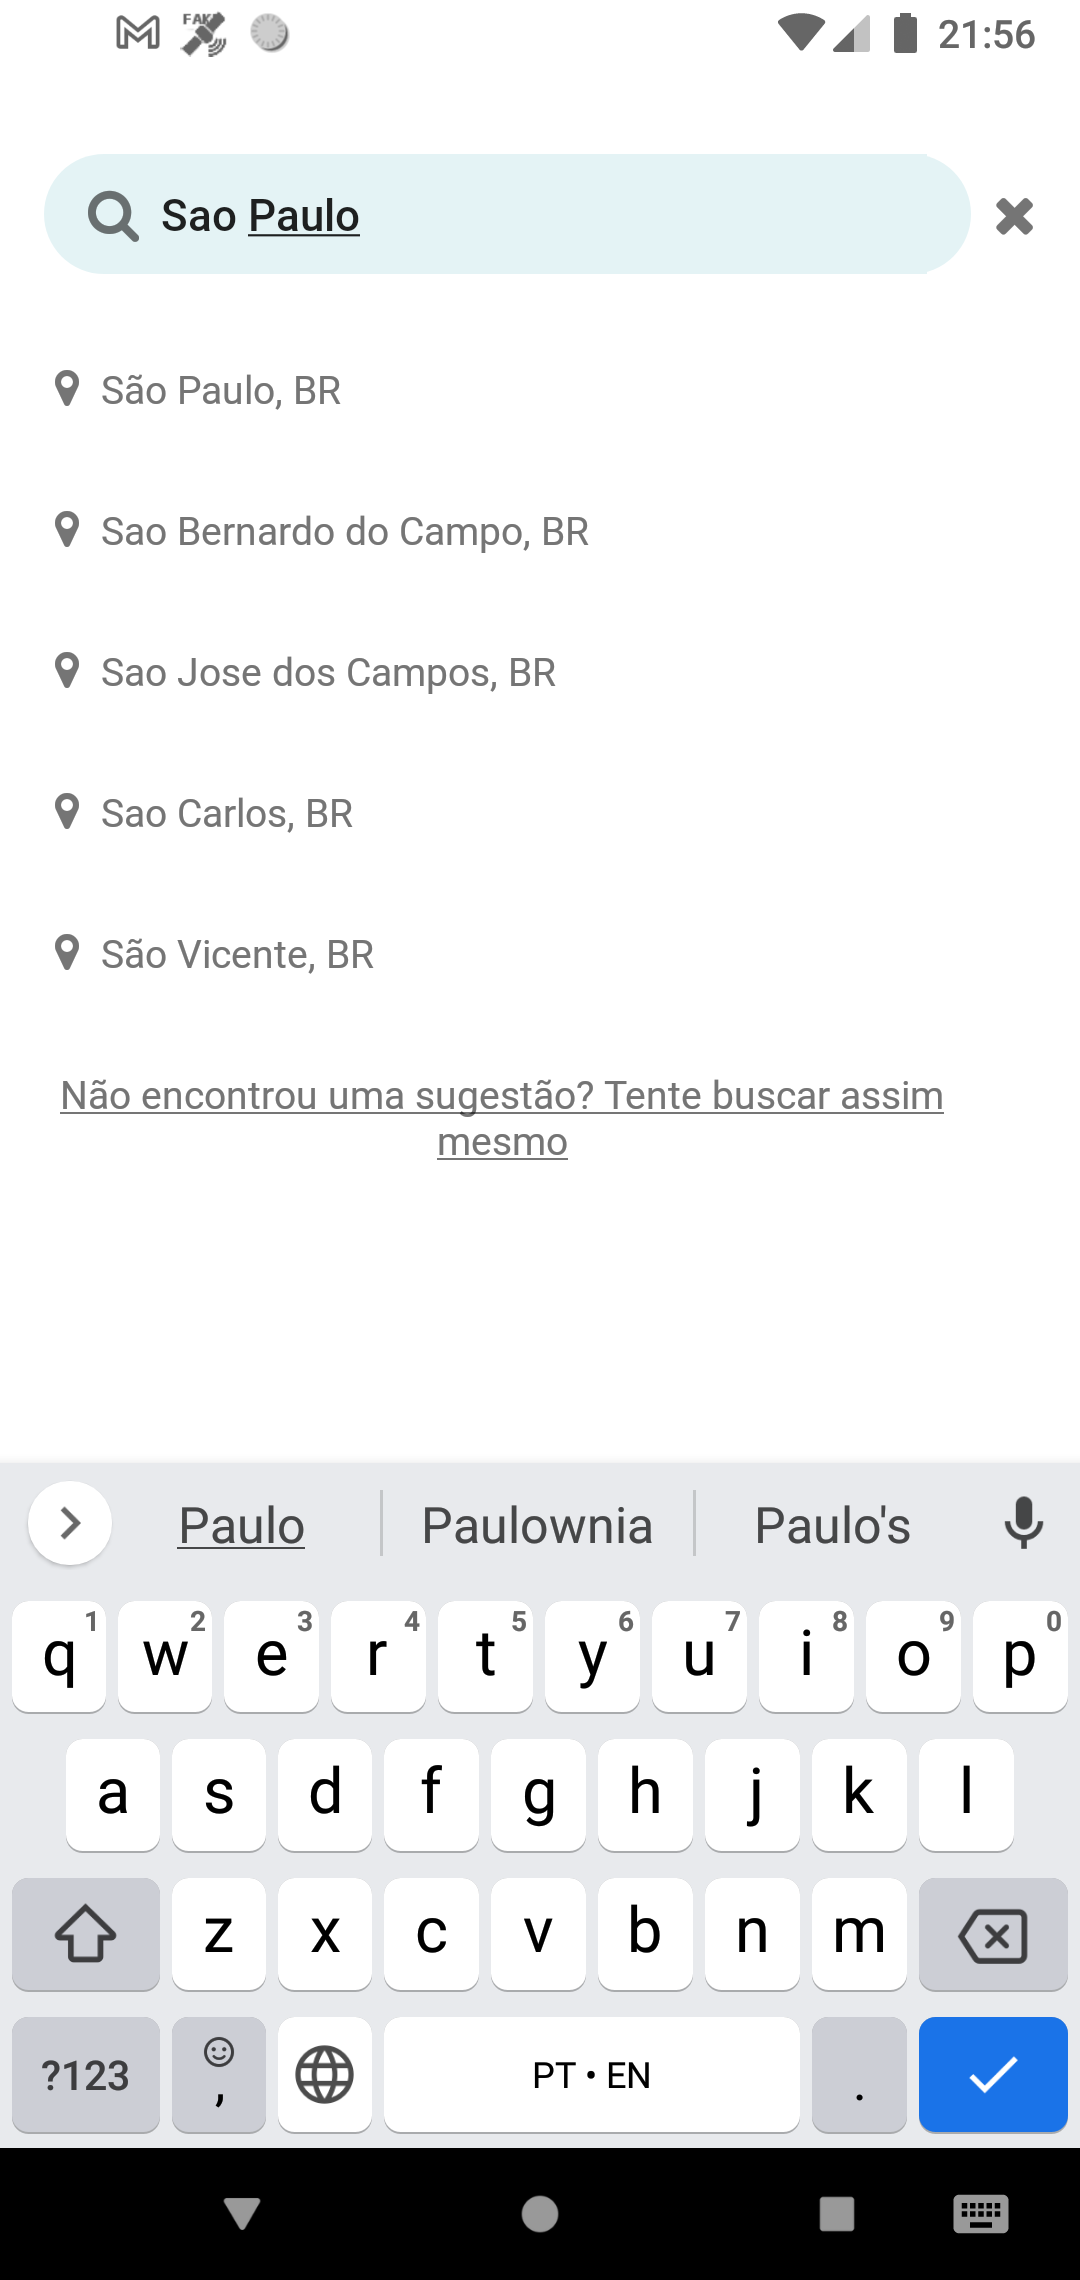 FAKE
21:56
Sao Paulo
São Paulo, BR
Sao Bernardo do Campo, BR
Sao Jose dos Campos, BR
Sao Carlos, BR
São Vicente, BR
Não encontrou uma sugestão? Tente buscar assim
mesmo
Paulo Paulownia Paulo's
1 2 3 4 5 6 7 8 9 0
q w e r t y u i o p
a s d f g h j k l
z x c v b n m
?123 , PT • EN .